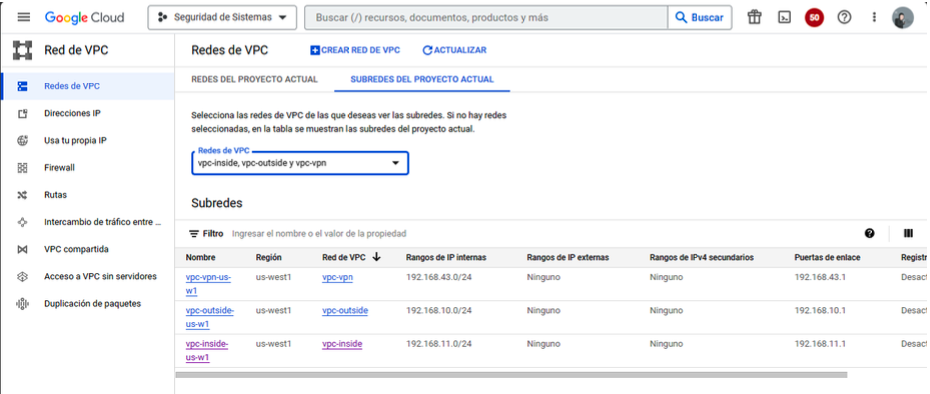 Google Cloud
Seguridad de Sistemas
Buscar (/) recursos, documentos, productos y más
Buscar
50
Red de VPC
Redes de VPC
CREAR RED DE VPC
ACTUALIZAR
REDES DEL PROYECTO ACTUAL
SUBREDES DEL PROYECTO ACTUAL
Redes de VPC
Direcciones IP
Usa tu propia IP
Firewall
Rutas
Intercambio de tráfico entre ...
VPC compartida
Acceso a VPC sin servidores
Duplicación de paquetes
Selecciona las redes de VPC de las que deseas ver las subredes. Si no hay redes
seleccionadas, en la tabla se muestran las subredes del proyecto actual.
Redes de VPC
vpc-inside, vpc-outside y vpc-vpn
Subredes
Filtro Ingresar el nombre o el valor de la propiedad
Nombre Región Red de VPC Rangos de IP internas Rangos de IP externas Rangos de IPv4 secundarios Puertas de enlace Registr
vpc-vpn-us- us-west1 vpc-vpn 192.168.43.0/24 Ninguno Ninguno 192.168.43.1 Desact
w1
vpc-outside- us-west1 vpc-outside 192.168.10.0/24 Ninguno Ninguno 192.168.10.1 Desact
us-w1
vpc-inside- us-west1 vpc-inside 192.168.11.0/24 Ninguno Ninguno 192.168.11.1 Desact
us-w1